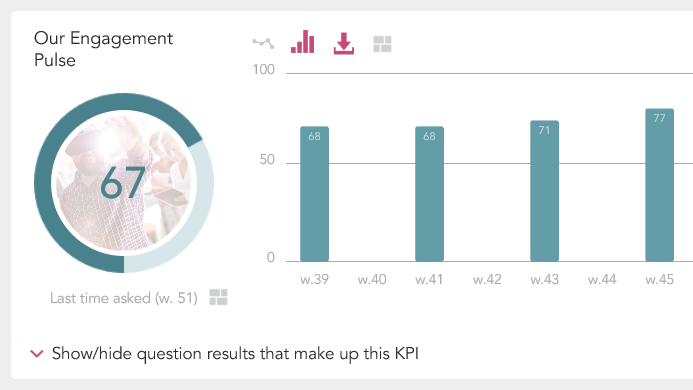 Our Engagement
Pulse
67
Last time asked (w. 51)
100
50
0
68
68
71
77
w.39
w.40
w.41
w.42
w.43
w.44
w.45
Show/hide question results that make up this KPI